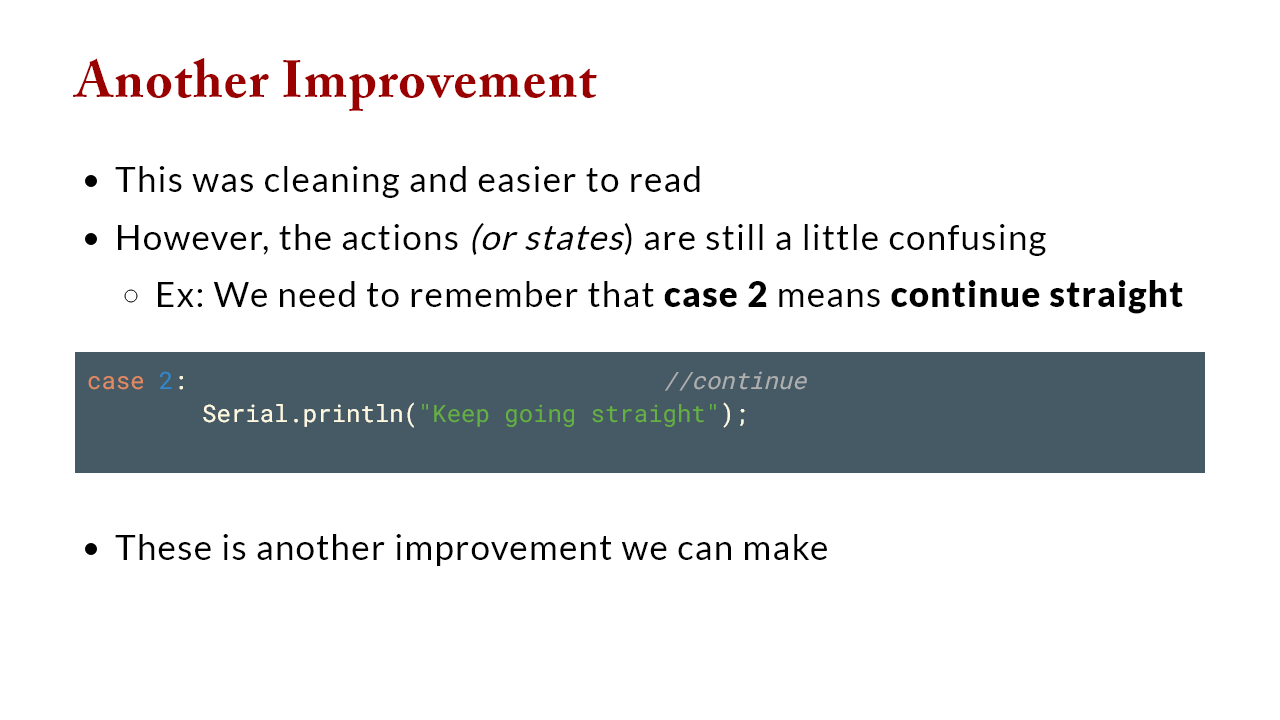 Another Improvement
• This was cleaning and easier to read
• However, the actions (or states) are still a little confusing
○ Ex: We need to remember that case 2 means continue straight
case 2: //continue
Serial.println("Keep going straight");
• These is another improvement we can make